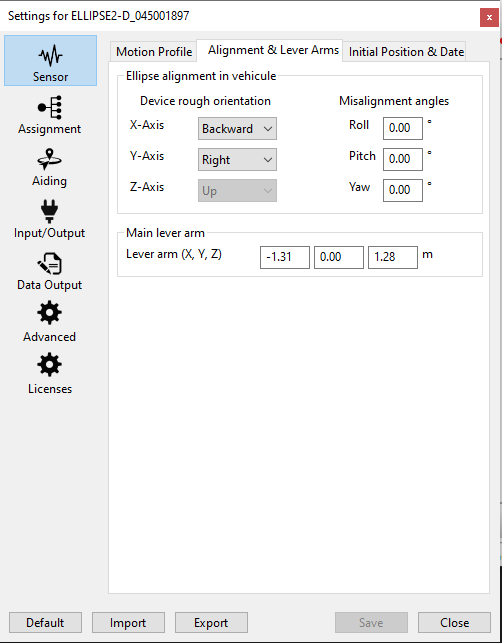 Settings for ELLIPSE2-D_045001897
x
Sensor
Assignment
Aiding
Input/Output
Data Output
Advanced
Licenses
Motion Profile
Alignment & Lever Arms
Initial Position & Date
Ellipse alignment in vehicule
Device rough orientation
Misalignment angles
X-Axis Backward Roll 0.00 °
Y-Axis Right Pitch 0.00 °
Z-Axis Up Yaw 0.00 °
Main lever arm
Lever arm (X, Y, Z) -1.31 0.00 1.28 m
Default Import Export Save Close